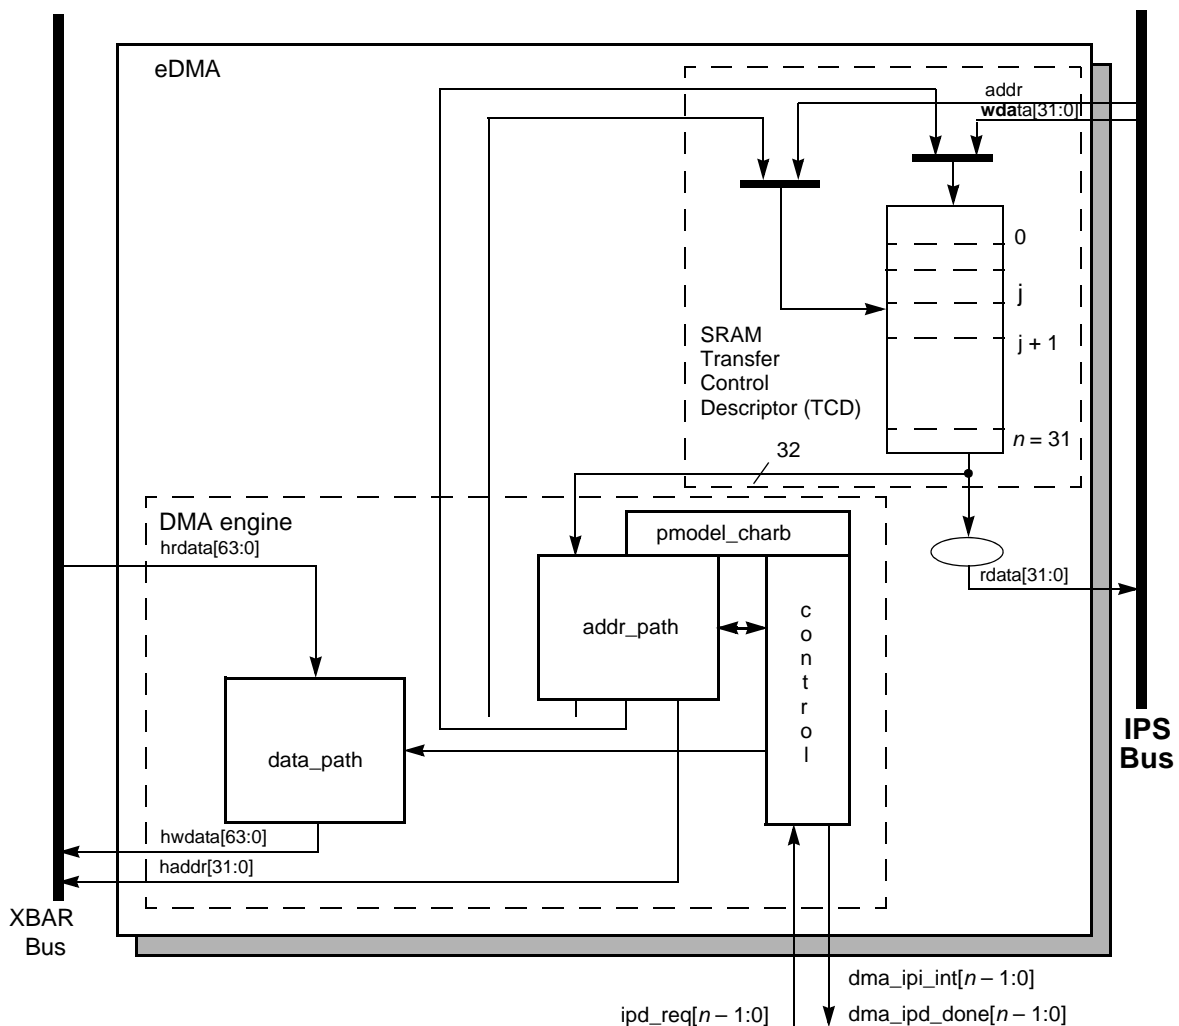 eDMA
addr
wdata[31:0]
0
j
j + 1
n = 31
SRAM
Transfer
Control
Descriptor (TCD)
32
DMA engine
hrdata[63:0]
pmodel_charb
rdata[31:0]
addr_path
control
data_path
IPS
Bus
hwdata[63:0]
haddr[31:0]
XBAR
Bus
dma_ipi_int[n – 1:0]
ipd_req[n – 1:0]
dma_ipd_done[n – 1:0]